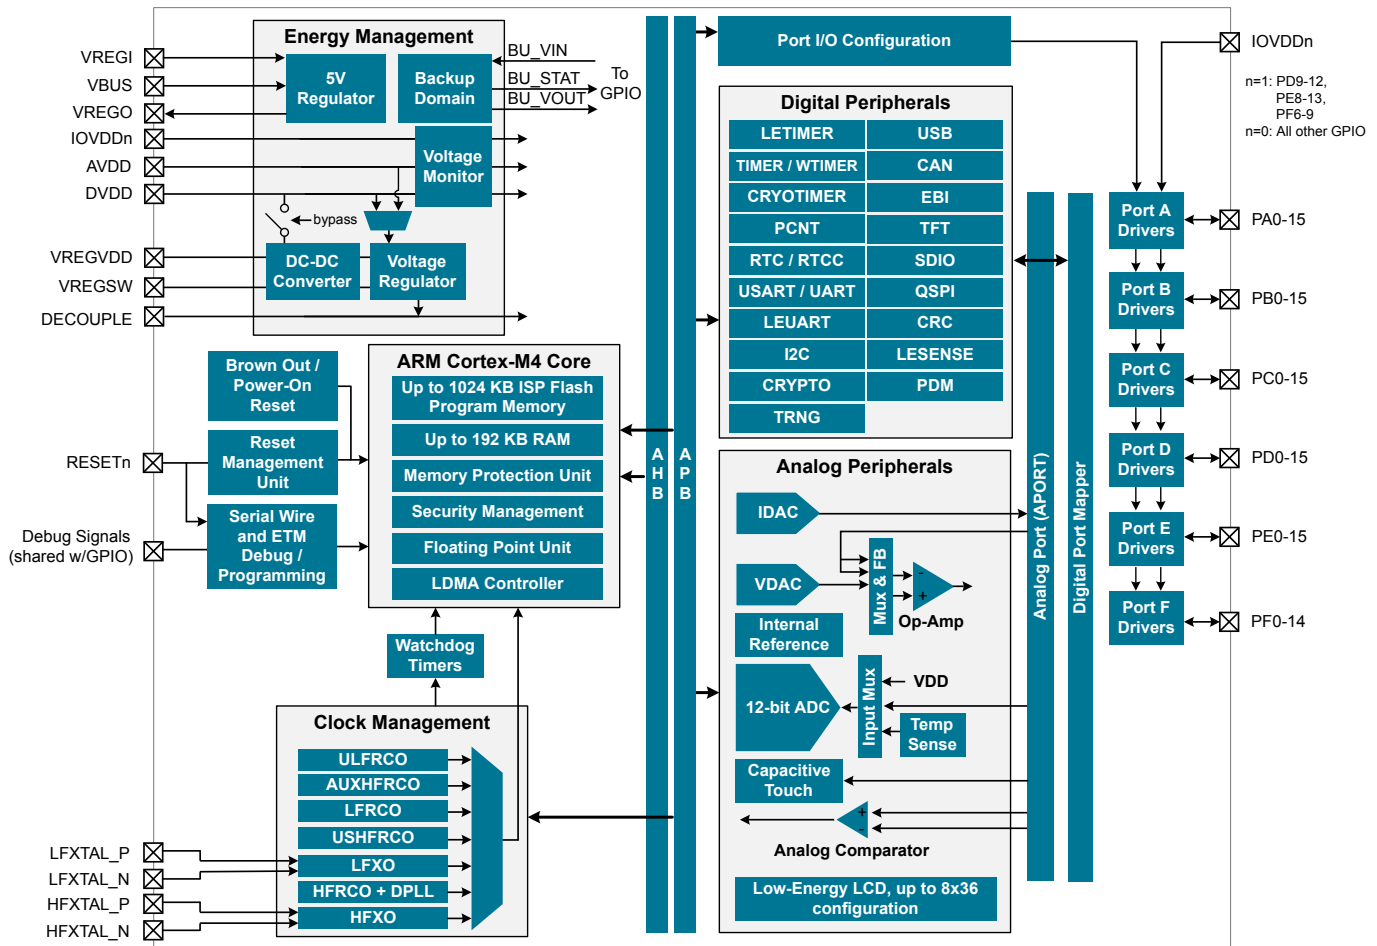 Energy Management
VREGI
VBUS
VREGO
IOVDDn
AVDD
DVDD
VREGVDD
VREGSW
DECOUPLE
5V
Regulator
Backup
Domain
BU_VIN
BU_STAT
BU_VOUT
To
GPIO
Voltage
Monitor
bypass
DC-DC
Converter
Voltage
Regulator
Brown Out /
Power-On
Reset
Reset
Management
Unit
Serial Wire
and ETM
Debug /
Programming
RESETn
Debug Signals
(shared w/GPIO)
ARM Cortex-M4 Core
Up to 1024 KB ISP Flash
Program Memory
Up to 192 KB RAM
Memory Protection Unit
Security Management
Floating Point Unit
LDMA Controller
Watchdog
Timers
Clock Management
ULFRCO
AUXHFRCO
LFRCO
USHFRCO
LFXO
HFRCO + DPLL
HFXO
LFXTAL_P
LFXTAL_N
HFXTAL_P
HFXTAL_N
A
H
B
A
P
B
Port I/O Configuration
Digital Peripherals
LETIMER
USB
TIMER / WTIMER
CAN
CRYOTIMER
EBI
PCNT
TFT
RTC / RTCC
SDIO
USART / UART
QSPI
LEUART
CRC
I2C
LESENSE
CRYPTO
PDM
TRNG
Analog Peripherals
IDAC
VDAC
Mux & FB
-
+
Op-Amp
Internal
Reference
12-bit ADC
Input Mux
VDD
Temp
Sense
Capacitive
Touch
+
-
Analog Comparator
Low-Energy LCD, up to 8x36
configuration
Analog Port (APORT)
Digital Port Mapper
IOVDDn
n=1: PD9-12,
PE8-13,
PF6-9
n=0: All other GPIO
Port A
Drivers
PA0-15
Port B
Drivers
PB0-15
Port C
Drivers
PC0-15
Port D
Drivers
PD0-15
Port E
Drivers
PE0-15
Port F
Drivers
PF0-14